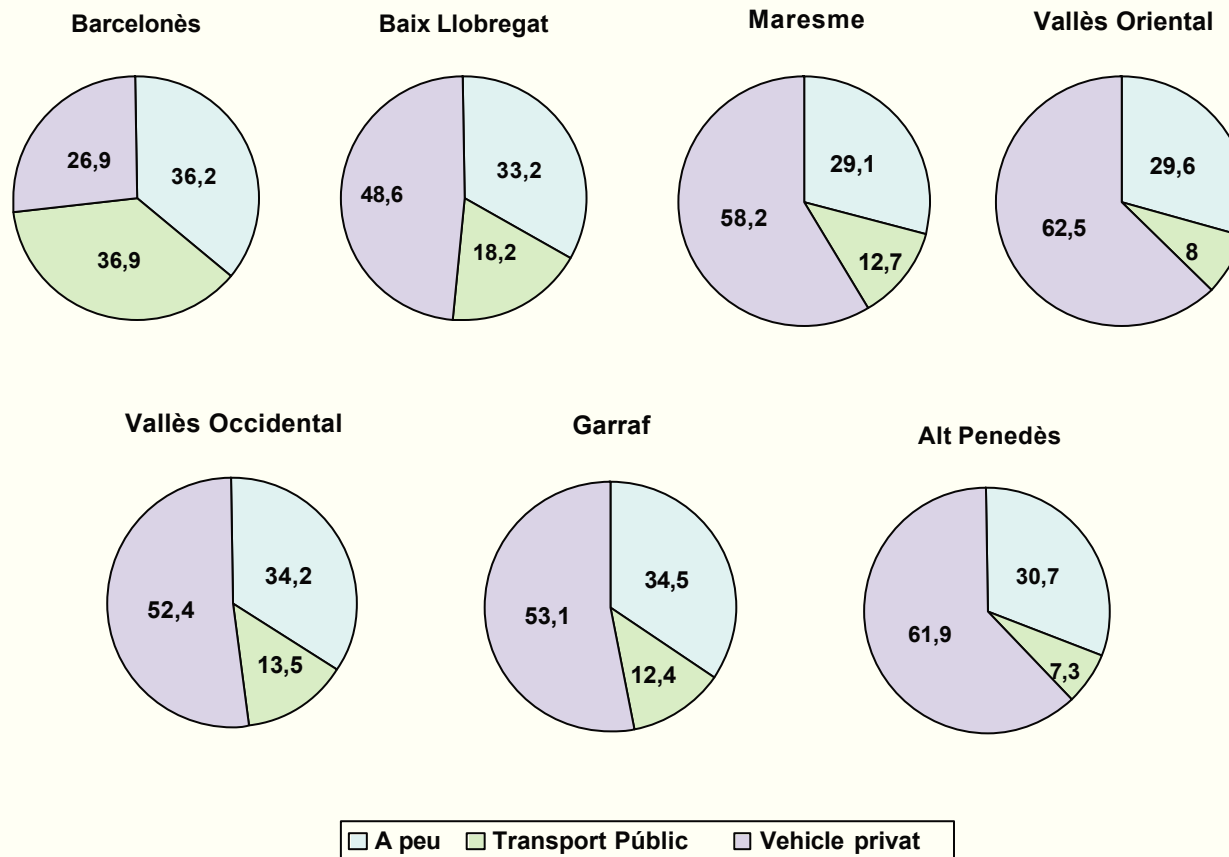 Barcelonès
26,9
36,2
36,9
Baix Llobregat
48,6
33,2
18,2
Maresme
58,2
29,1
12,7
Vallès Oriental
62,5
29,6
8
Vallès Occidental
52,4
34,2
13,5
Garraf
53,1
34,5
12,4
Alt Penedès
61,9
30,7
7,3
A peu Transport Públic Vehicle privat